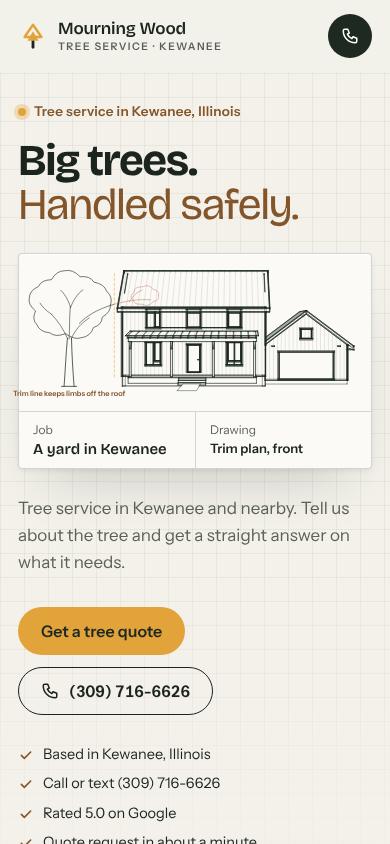 Mourning Wood
TREE SERVICE · KEWANEE
Tree service in Kewanee, Illinois
Big trees.
Handled safely.
Trim line keeps limbs off the roof
Job
A yard in Kewanee
Drawing
Trim plan, front
Tree service in Kewanee and nearby. Tell us
about the tree and get a straight answer on
what it needs.
Get a tree quote
(309) 716-6626
Based in Kewanee, Illinois
Call or text (309) 716-6626
Rated 5.0 on Google
Quote request in about a minute